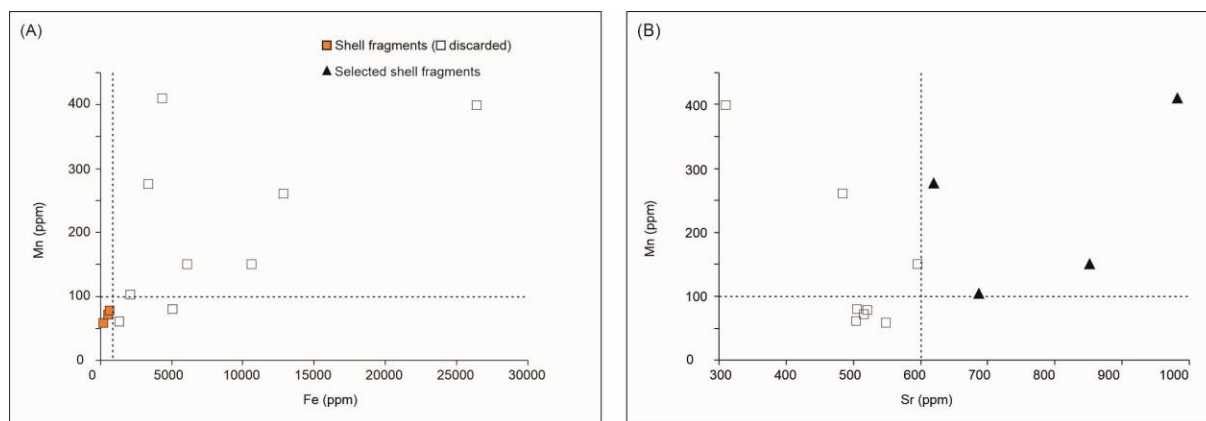 (A)
Shell fragments (□ discarded)
Selected shell fragments
400
300
200
100
0
Mn (ppm)
0 5000 10000 15000 20000 25000 30000
Fe (ppm)
(B)
400
300
200
100
0
Mn (ppm)
300 400 500 600 700 800 900 1000
Sr (ppm)